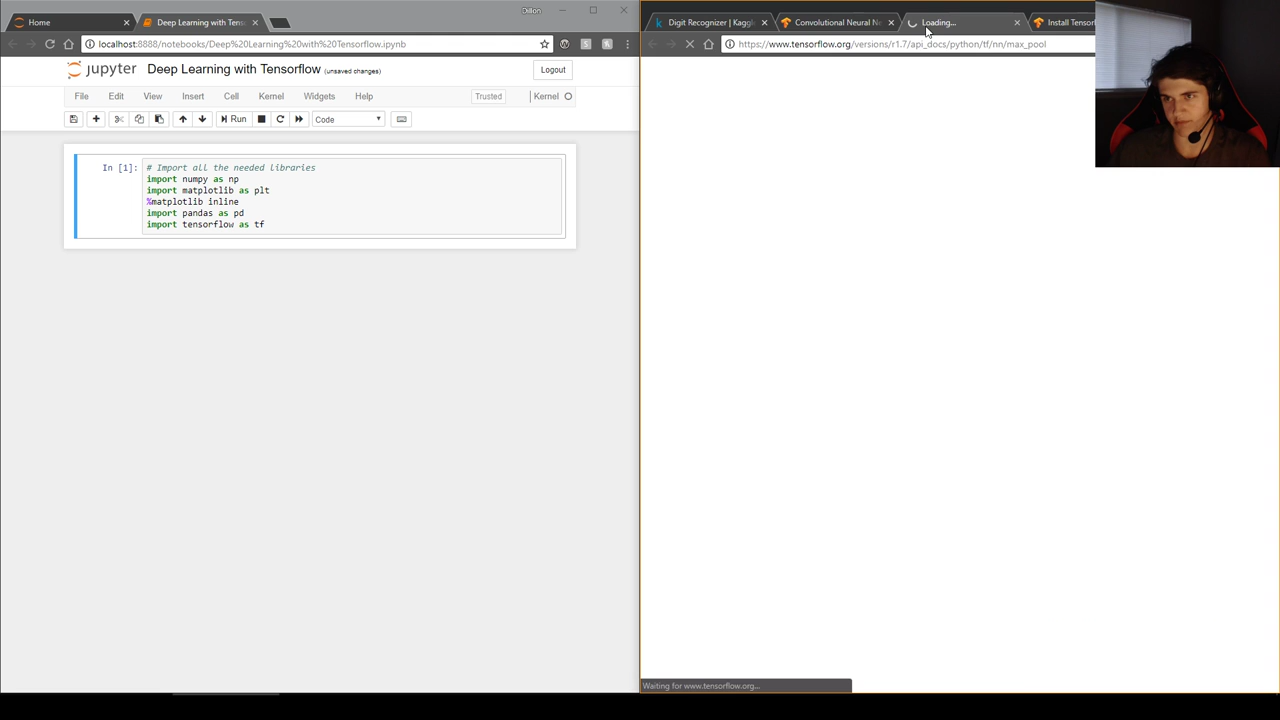 Home
Deep Learning with Tens
Dillon
localhost:8888/notebooks/Deep%20Learning%20with%20Tensorflow.ipynb
jupyter Deep Learning with Tensorflow (unsaved changes)
Logout
File Edit View Insert Cell Kernel Widgets Help Trusted Kernel
Run Code
In [1]: # Import all the needed libraries
import numpy as np
import matplotlib as plt
%matplotlib inline
import pandas as pd
import tensorflow as tf
Digit Recognizer | Kaggl
Convolutional Neural Ne
Loading...
Install Tensorf
https://www.tensorflow.org/versions/r1.7/api_docs/python/tf/nn/max_pool
Waiting for www.tensorflow.org...